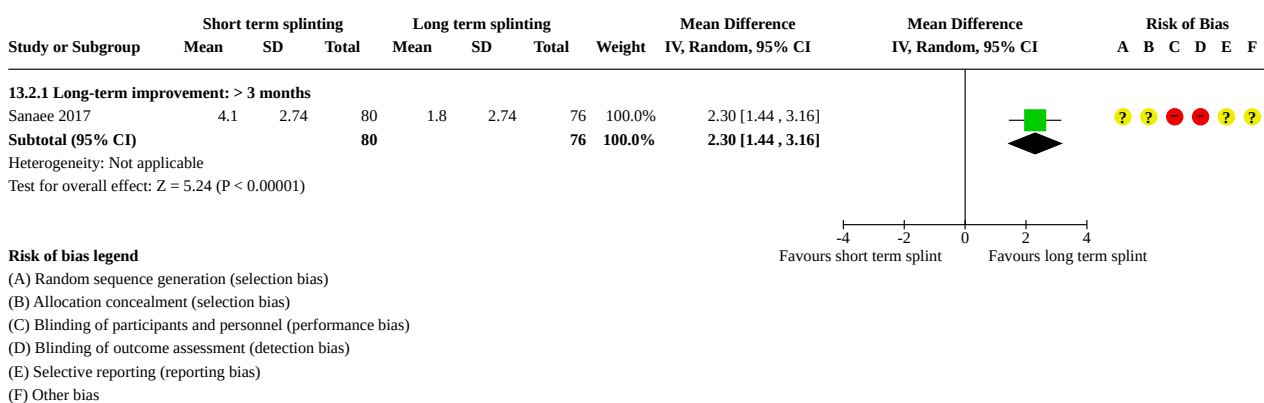 Short term splinting Long term splinting Mean Difference Mean Difference Risk of Bias
Study or Subgroup Mean SD Total Mean SD Total Weight IV, Random, 95% CI IV, Random, 95% CI A B C D E F
13.2.1 Long-term improvement: > 3 months
Sanaee 2017 4.1 2.74 80 1.8 2.74 76 100.0% 2.30 [1.44 , 3.16] ? ? − − ? ?
Subtotal (95% CI) 80 76 100.0% 2.30 [1.44 , 3.16]
Heterogeneity: Not applicable
Test for overall effect: Z = 5.24 (P < 0.00001)
-4 -2 0 2 4
Favours short term splint Favours long term splint
Risk of bias legend
(A) Random sequence generation (selection bias)
(B) Allocation concealment (selection bias)
(C) Blinding of participants and personnel (performance bias)
(D) Blinding of outcome assessment (detection bias)
(E) Selective reporting (reporting bias)
(F) Other bias